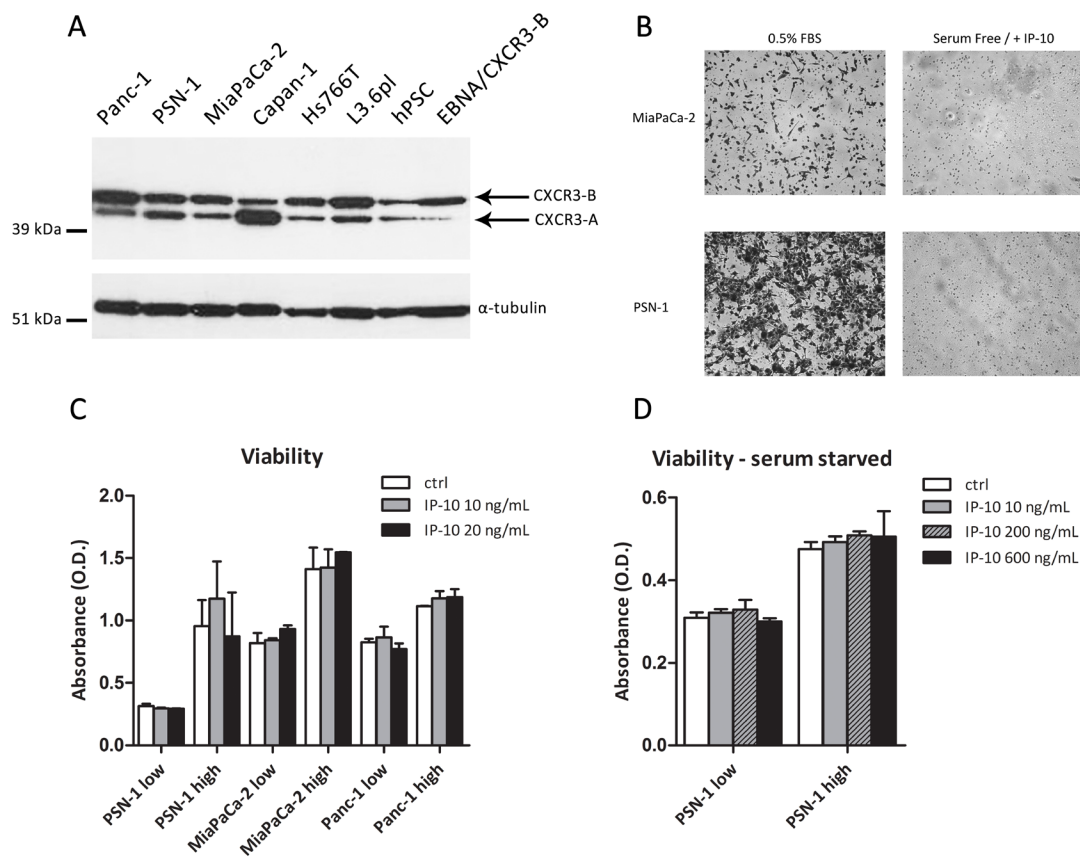 A
Panc-1
PSN-1
MiaPaCa-2
Capan-1
Hs766T
L3.6pl
hPSC
EBNA/CXCR3-B
CXCR3-B
CXCR3-A
39 kDa
α-tubulin
51 kDa
B
0.5% FBS
Serum Free / + IP-10
MiaPaCa-2
PSN-1
C
Viability
ctrl
IP-10 10 ng/mL
IP-10 20 ng/mL
Absorbance (O.D.)
2.0
1.5
1.0
0.5
0.0
PSN-1 low
PSN-1 high
MiaPaCa-2 low
MiaPaCa-2 high
Panc-1 low
Panc-1 high
D
Viability - serum starved
ctrl
IP-10 10 ng/mL
IP-10 200 ng/mL
IP-10 600 ng/mL
Absorbance (O.D.)
0.6
0.4
0.2
0.0
PSN-1 low
PSN-1 high